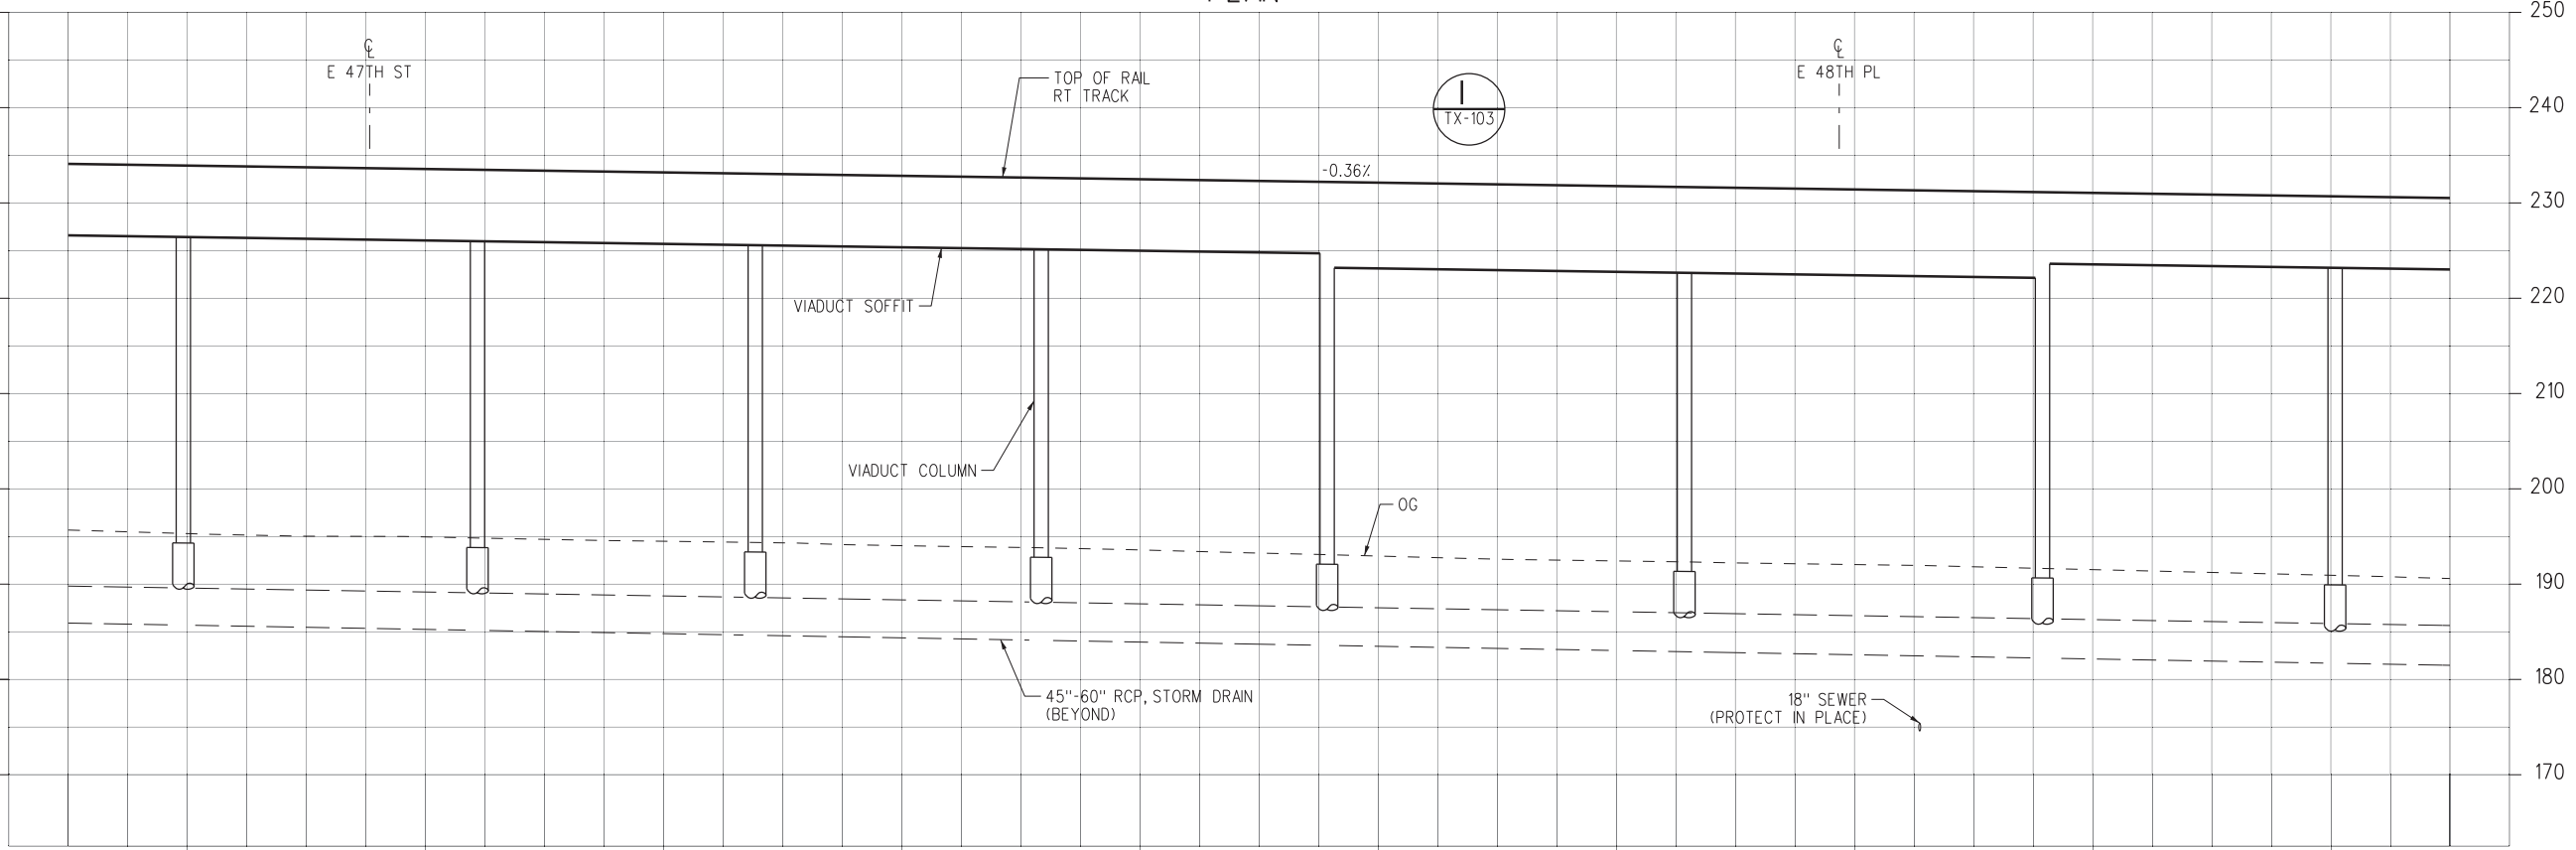 250
℄
E 47TH ST
℄
E 48TH PL
TOP OF RAIL
RT TRACK
1
TX-103
240
-0.36%
230
VIADUCT SOFFIT
220
210
VIADUCT COLUMN
200
OG
190
180
45"-60" RCP, STORM DRAIN
(BEYOND)
18" SEWER
(PROTECT IN PLACE)
170